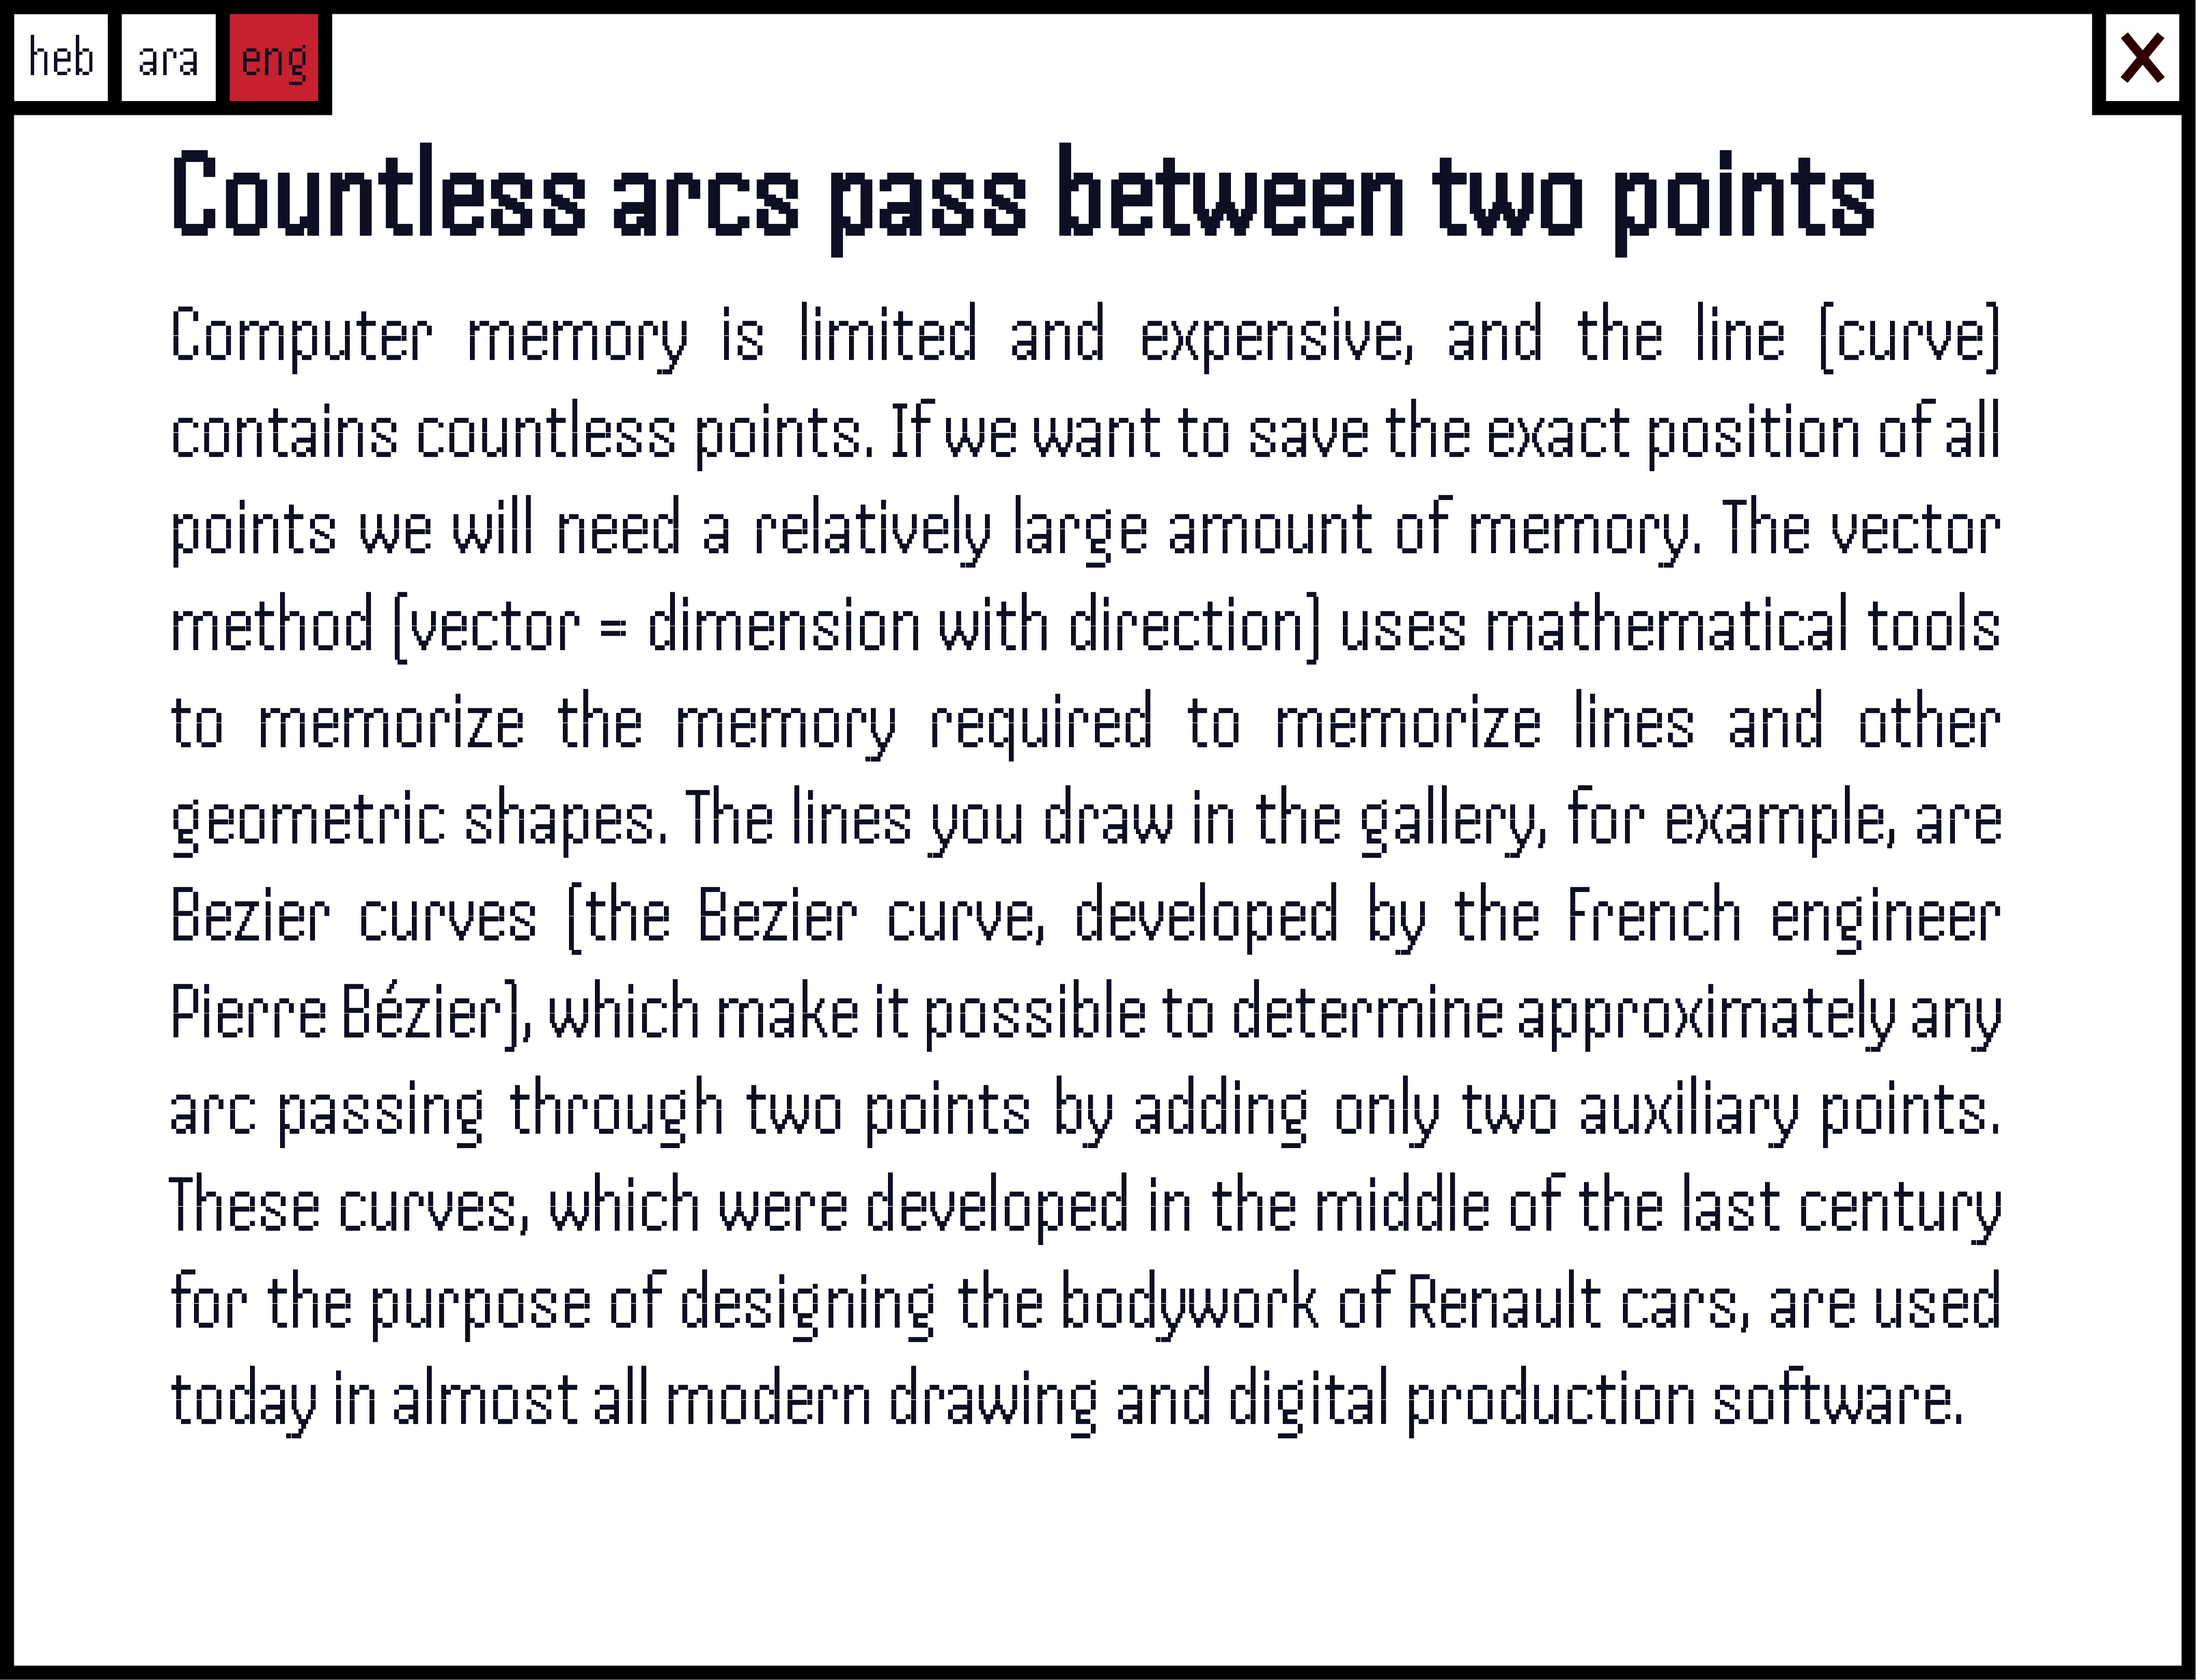 heb ara eng
Countless arcs pass between two points
Computer memory is limited and expensive, and the line (curve)
contains countless points. If we want to save the exact position of all
points we will need a relatively large amount of memory. The vector
method (vector = dimension with direction) uses mathematical tools
to memorize the memory required to memorize lines and other
geometric shapes. The lines you draw in the gallery, for example, are
Bezier curves (the Bezier curve, developed by the French engineer
Pierre Bézier), which make it possible to determine approximately any
arc passing through two points by adding only two auxiliary points.
These curves, which were developed in the middle of the last century
for the purpose of designing the bodywork of Renault cars, are used
today in almost all modern drawing and digital production software.